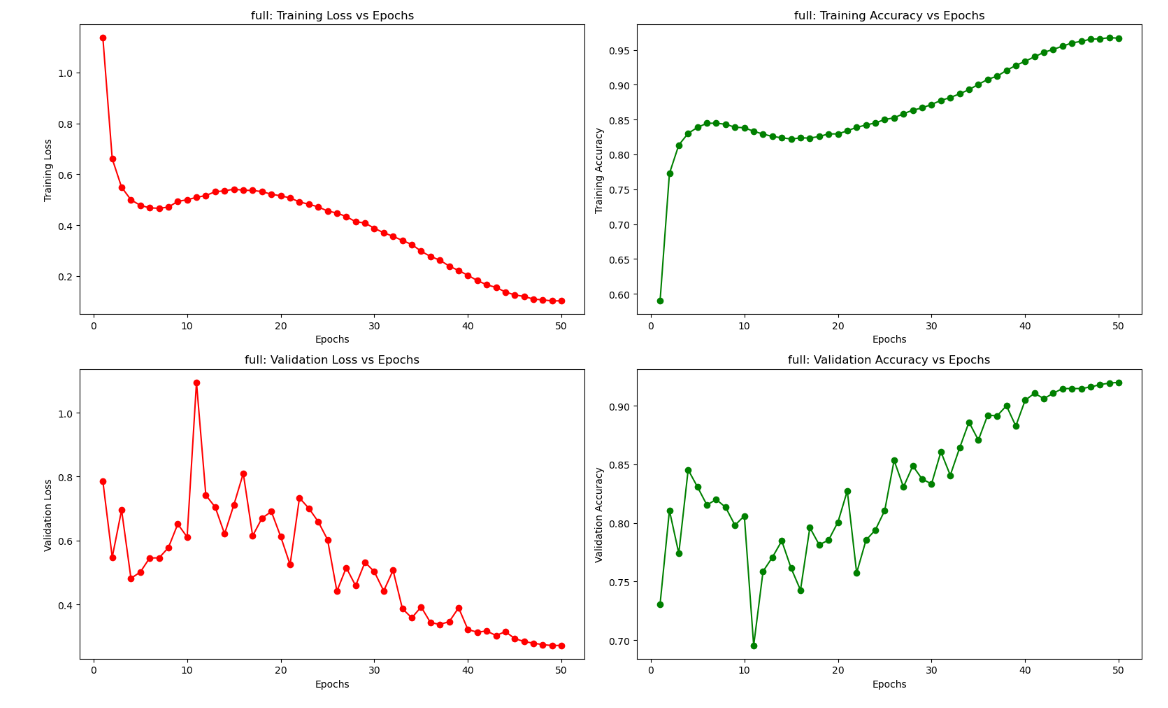 full: Training Loss vs Epochs
Training Loss
1.0
0.8
0.6
0.4
0.2
0 10 20 30 40 50
Epochs
full: Training Accuracy vs Epochs
Training Accuracy
0.95
0.90
0.85
0.80
0.75
0.70
0.65
0.60
0 10 20 30 40 50
Epochs
full: Validation Loss vs Epochs
Validation Loss
1.0
0.8
0.6
0.4
0 10 20 30 40 50
Epochs
full: Validation Accuracy vs Epochs
Validation Accuracy
0.90
0.85
0.80
0.75
0.70
0 10 20 30 40 50
Epochs